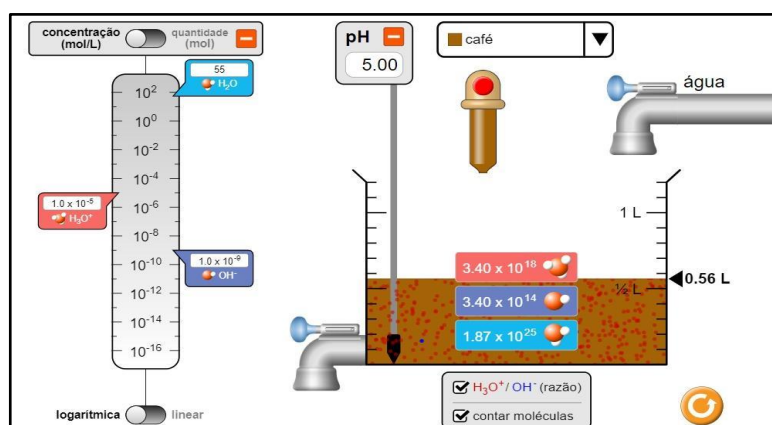 concentração
(mol/L)
quantidade
(mol)
pH
5.00
café
água
55
H₂O
10²
10⁰
10⁻²
10⁻⁴
1.0 x 10⁻⁵
H₃O⁺
10⁻⁶
10⁻⁸
1.0 x 10⁻⁹
OH⁻
10⁻¹⁰
10⁻¹²
10⁻¹⁴
10⁻¹⁶
logarítmica
linear
1 L
3.40 x 10¹⁸
3.40 x 10¹⁴
1.87 x 10²⁵
½ L
0.56 L
H₃O⁺/OH⁻ (razão)
contar moléculas